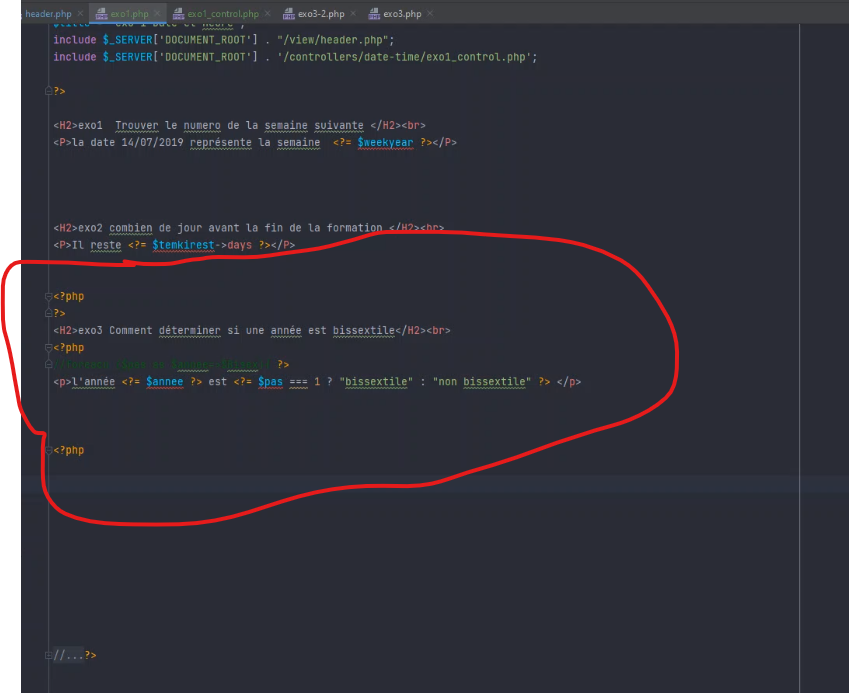 header.php × exo1.php × exo1_control.php × exo3-2.php × exo3.php ×
include $_SERVER['DOCUMENT_ROOT'] . "/view/header.php";
include $_SERVER['DOCUMENT_ROOT'] . '/controllers/date-time/exo1_control.php';
?>
<H2>exo1  Trouver le numero de la semaine suivante </H2><br>
<P>la date 14/07/2019 représente la semaine  <?= $weekyear ?></P>
<H2>exo2 combien de jour avant la fin de la formation </H2><br>
<P>Il reste <?= $temkirest->days ?></P>
<?php
?>
<H2>exo3 Comment déterminer si une année est bissextile</H2><br>
<?php
?>
<p>l'année <?= $annee ?> est <?= $pas === 1 ? "bissextile" : "non bissextile" ?> </p>
<?php
//...?>